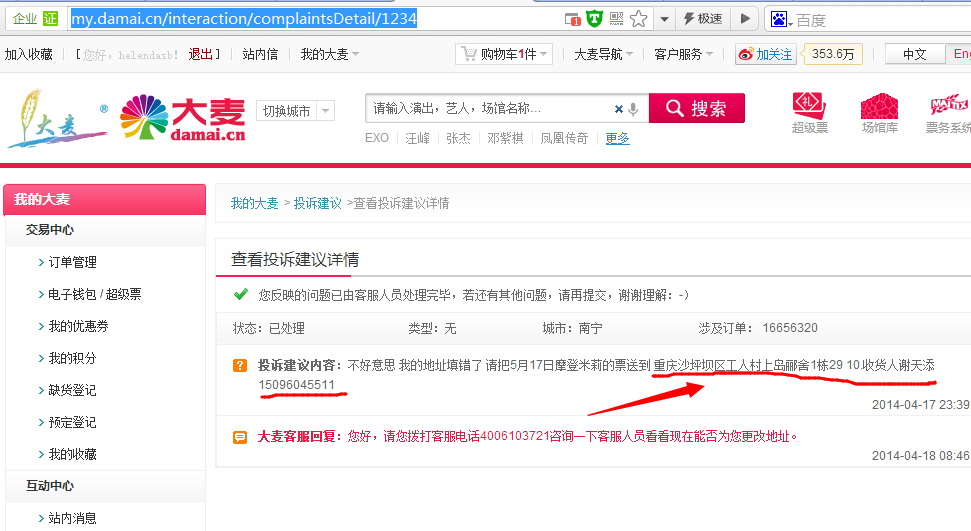 企业 证 my.damai.cn/interaction/complaintsDetail/1234 极速 百度
加入收藏 [ 您好, helendasb! 退出 ] 站内信 我的大麦 购物车1件 大麦导航 客户服务 加关注 353.6万 中文 Eng
大麦 ® 大麦 damai.cn 切换城市 请输入演出，艺人，场馆名称... 搜索 礼 超级票 场馆库 MAITIX 票务系统
EXO 汪峰 张杰 邓紫棋 凤凰传奇 更多
我的大麦
交易中心
订单管理
电子钱包 / 超级票
我的优惠券
我的积分
缺货登记
预定登记
我的收藏
互动中心
站内消息
我的大麦 > 投诉建议 >查看投诉建议详情
查看投诉建议详情
您反映的问题已由客服人员处理完毕，若还有其他问题，请再提交，谢谢理解：-）
状态：已处理 类型：无 城市：南宁 涉及订单： 16656320
投诉建议内容：不好意思 我的地址填错了 请把5月17日摩登米莉的票送到 重庆沙坪坝区工人村上岛郦舍1栋29 10.收货人谢天添
15096045511
2014-04-17 23:39
大麦客服回复：您好，请您拨打客服电话4006103721咨询一下客服人员看看现在能否为您更改地址。
2014-04-18 08:46